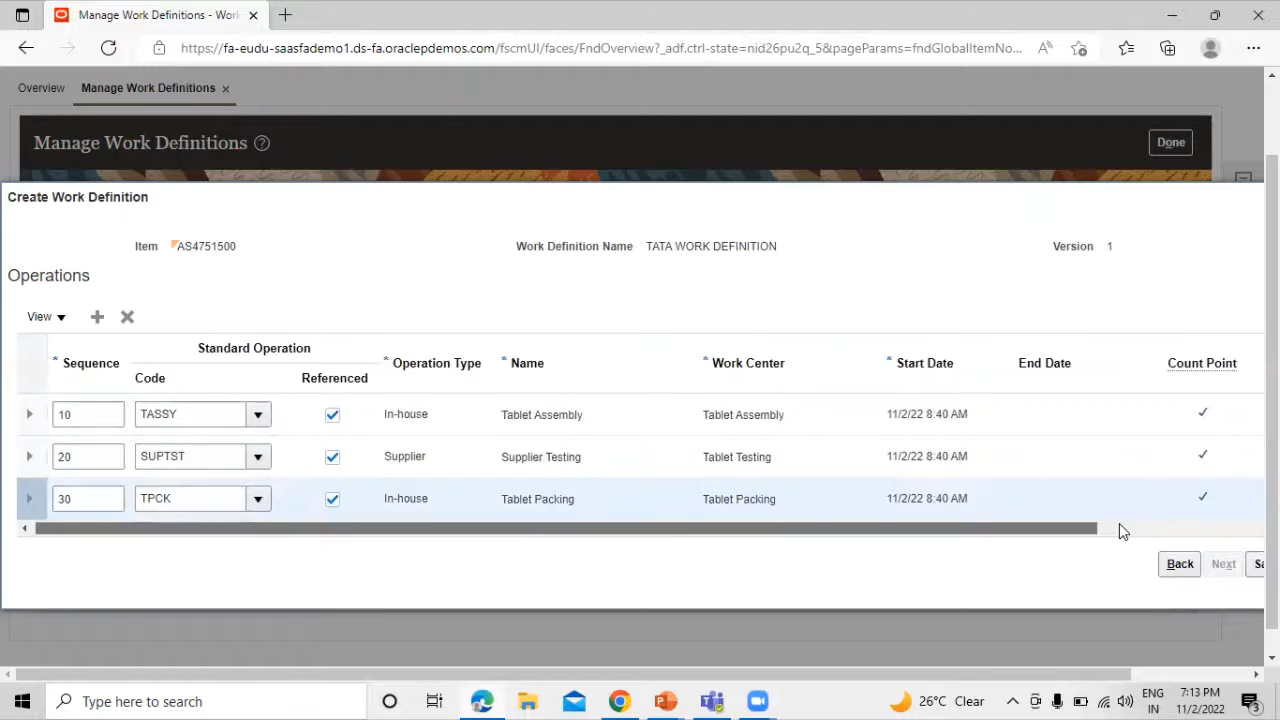 Manage Work Definitions - Work
https://fa-eudu-saasfademo1.ds-fa.oraclepdemos.com/fscmUI/faces/FndOverview?_adf.ctrl-state=nid26pu2q_5&pageParams=fndGlobalItemNo...
Overview Manage Work Definitions
Manage Work Definitions
Done
Create Work Definition
Item AS4751500 Work Definition Name TATA WORK DEFINITION Version 1
Operations
View
Standard Operation
* Sequence * Operation Type * Name * Work Center * Start Date End Date Count Point
Code Referenced
10 TASSY In-house Tablet Assembly Tablet Assembly 11/2/22 8:40 AM
20 SUPTST Supplier Supplier Testing Tablet Testing 11/2/22 8:40 AM
30 TPCK In-house Tablet Packing Tablet Packing 11/2/22 8:40 AM
Back Next Sa
Type here to search
26°C Clear
ENG 7:13 PM
IN 11/2/2022
3